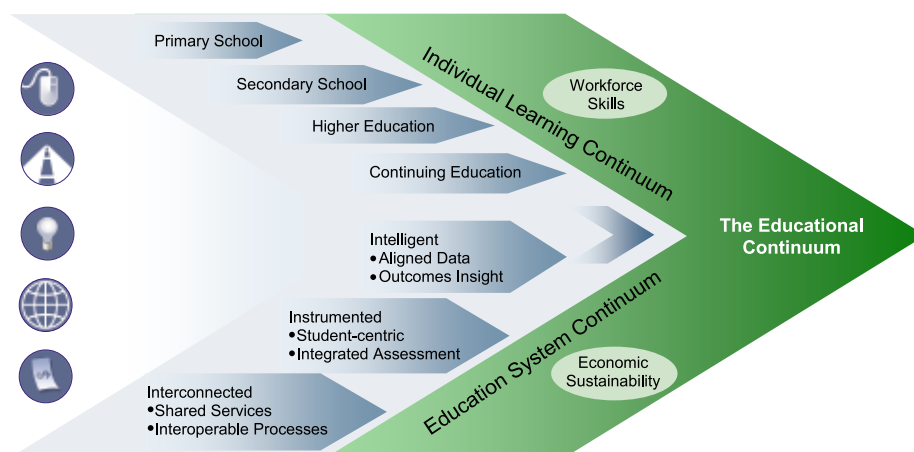 Primary School
Secondary School
Higher Education
Continuing Education
Individual Learning Continuum
Workforce
Skills
The Educational
Continuum
Intelligent
•Aligned Data
•Outcomes Insight
Instrumented
•Student-centric
•Integrated Assessment
Interconnected
•Shared Services
•Interoperable Processes
Education System Continuum
Economic
Sustainability